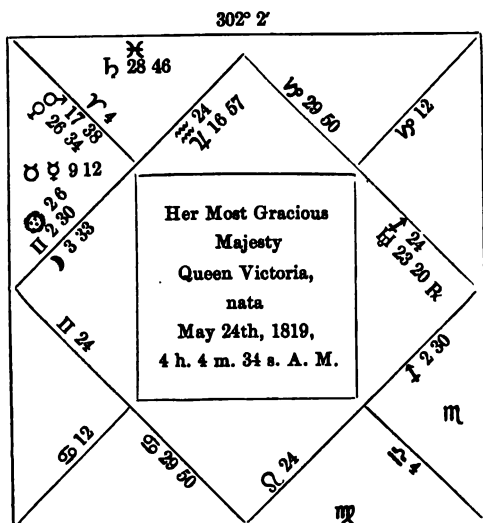 302° 2'
♓
♄ 28 46
♈ 4
♂ 17 38
♀ 26 34
♉ ☿ 9 12
☉ 2 6
♊ 2 30
☽ 3 33
♒ 24
♃ 16 57
♑ 29 50
♑ 12
♐ 24
♅ 23 20 ℞
♐ 2 30
♏
♎ 4
♍
♌ 24
♋ 29 50
♋ 12
♊ 24
Her Most Gracious
Majesty
Queen Victoria,
nata
May 24th, 1819,
4 h. 4 m. 34 s. A. M.